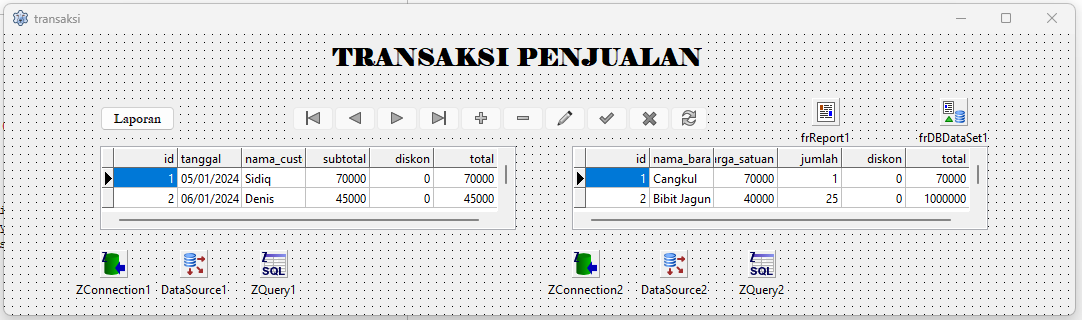 transaksi
TRANSAKSI PENJUALAN
Laporan
frReport1 frDBDataSet1
id tanggal nama_cust subtotal diskon total
1 05/01/2024 Sidiq 70000 0 70000
2 06/01/2024 Denis 45000 0 45000
id nama_bara rga_satuan jumlah diskon total
1 Cangkul 70000 1 0 70000
2 Bibit Jagun 40000 25 0 1000000
Z Z SQL Z Z SQL
ZConnection1 DataSource1 ZQuery1 ZConnection2 DataSource2 ZQuery2